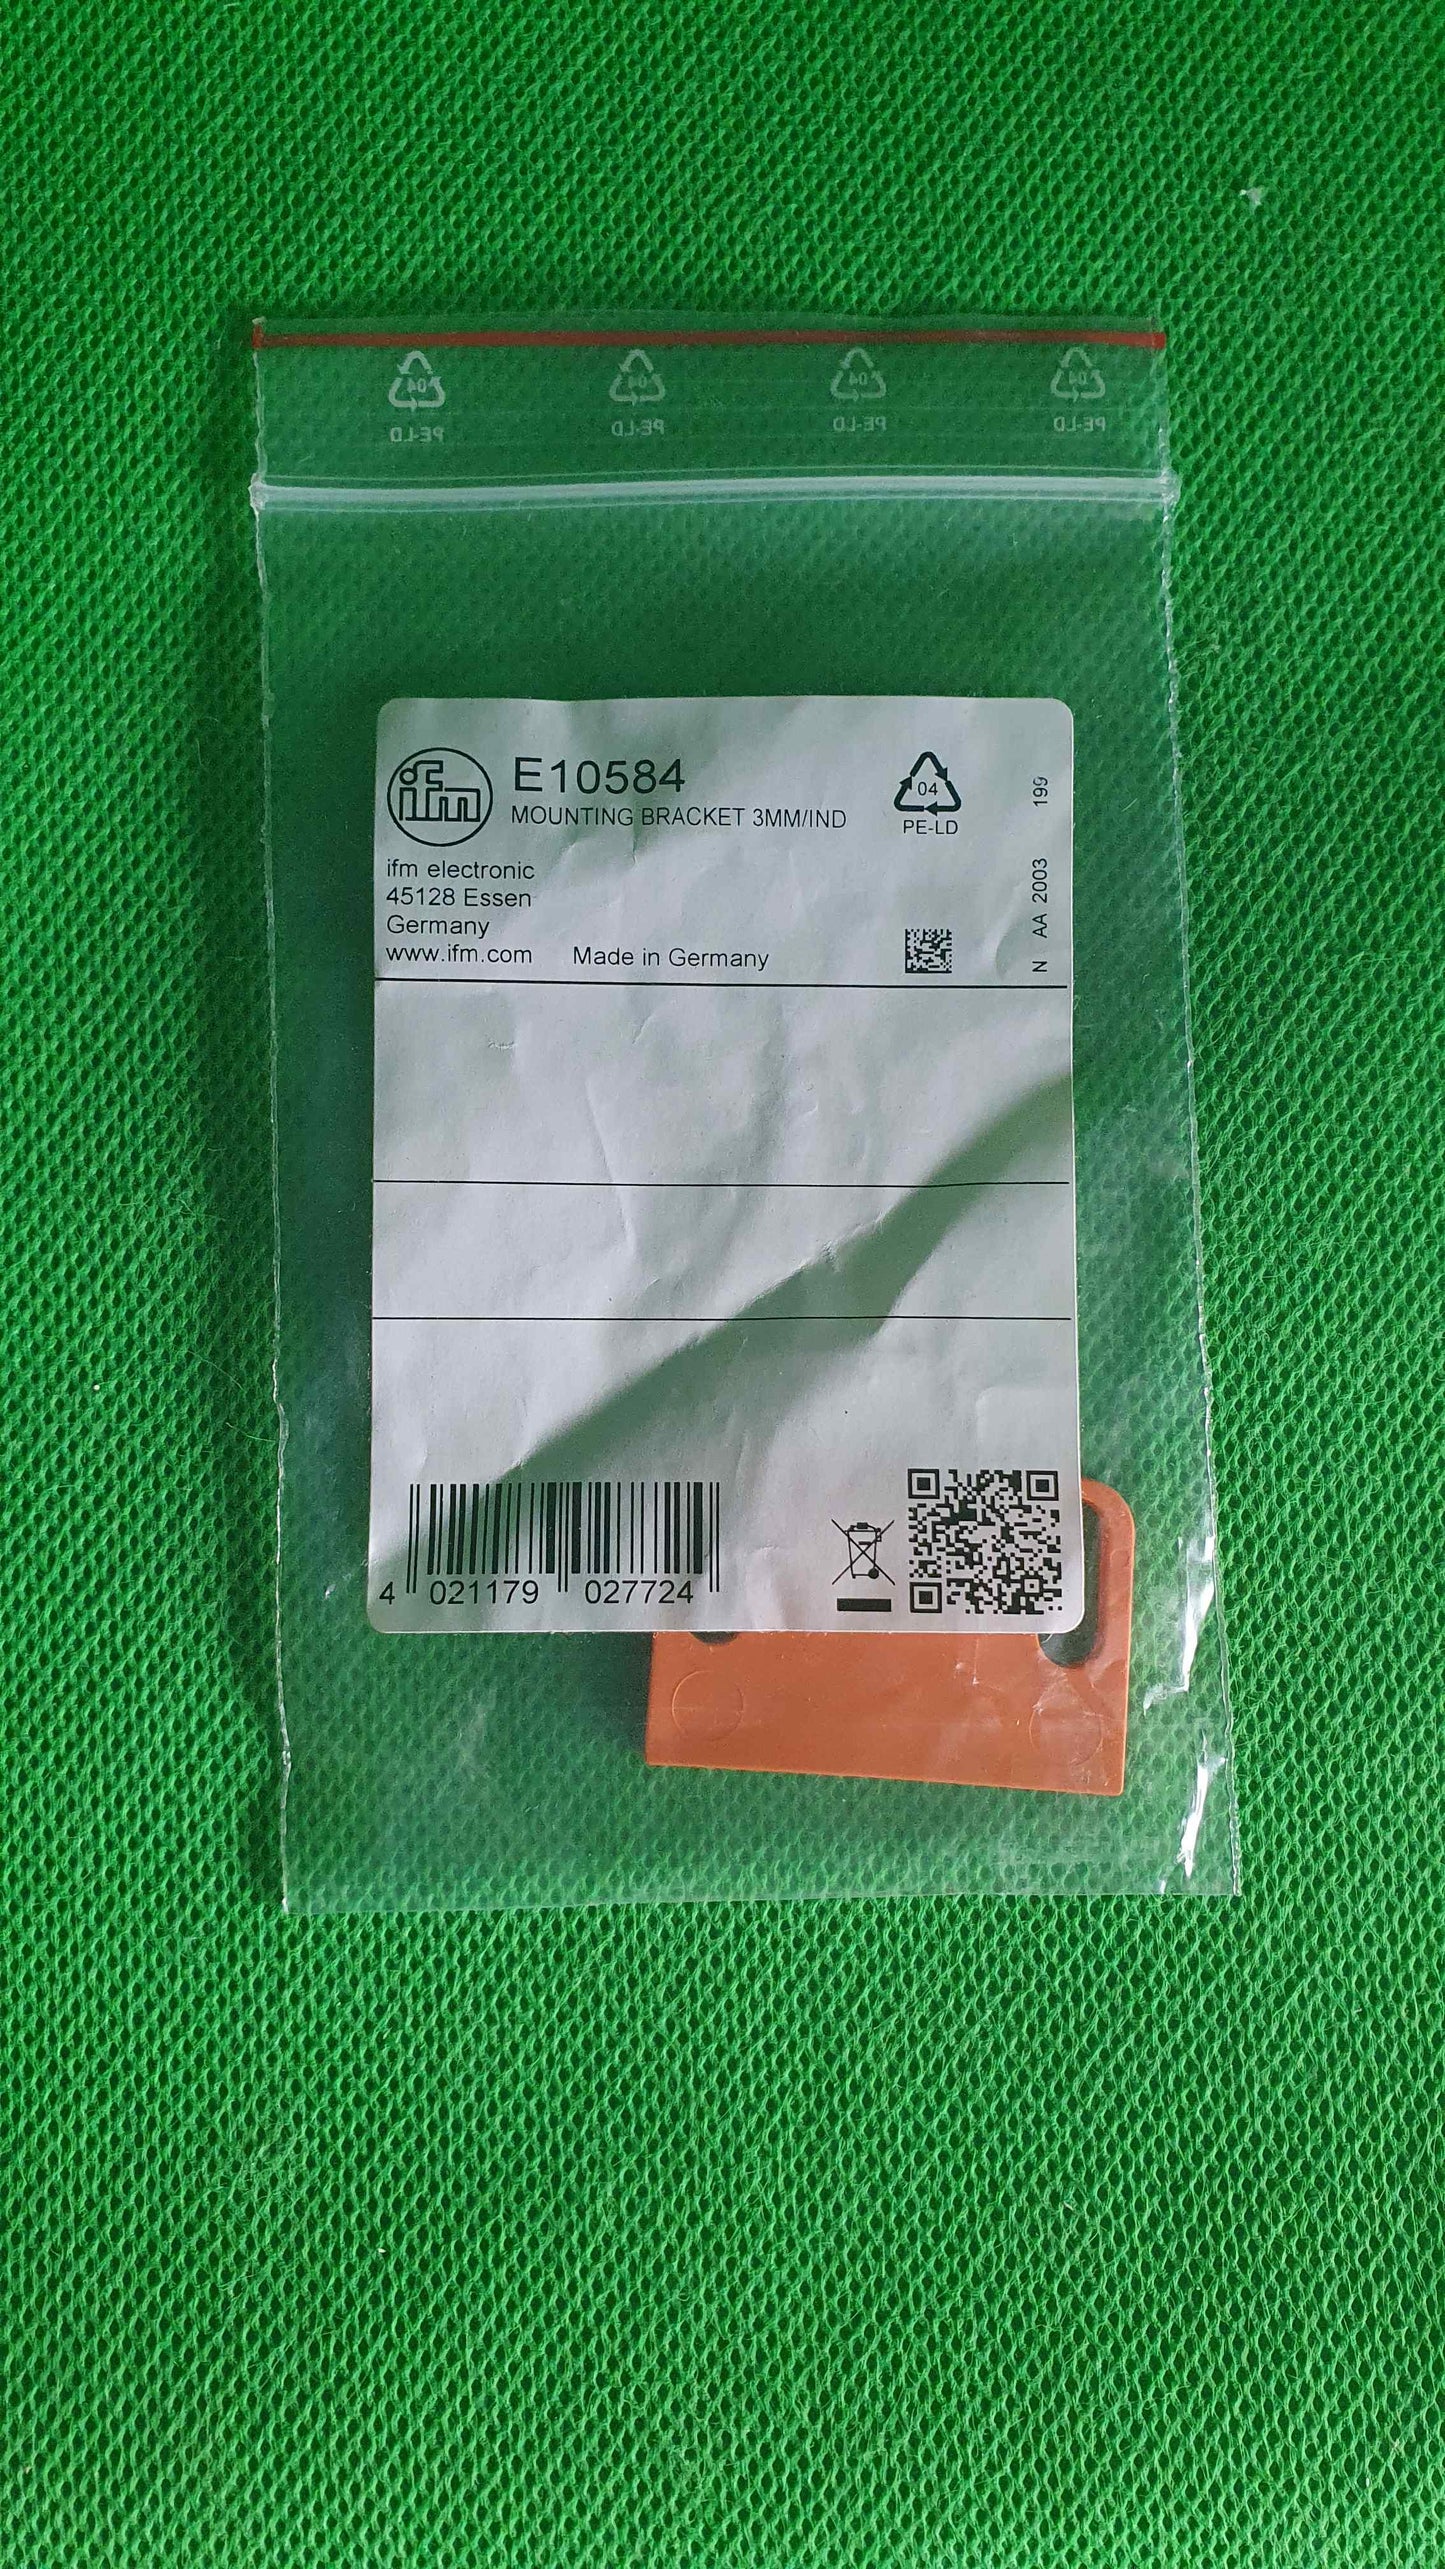 04 04 04 04
PE-LD PE-LD PE-LD PE-LD
ifm
E10584
MOUNTING BRACKET 3MM/IND
04
PE-LD
ifm electronic
45128 Essen
Germany
www.ifm.com Made in Germany
N AA 2003 199
4 021179 027724